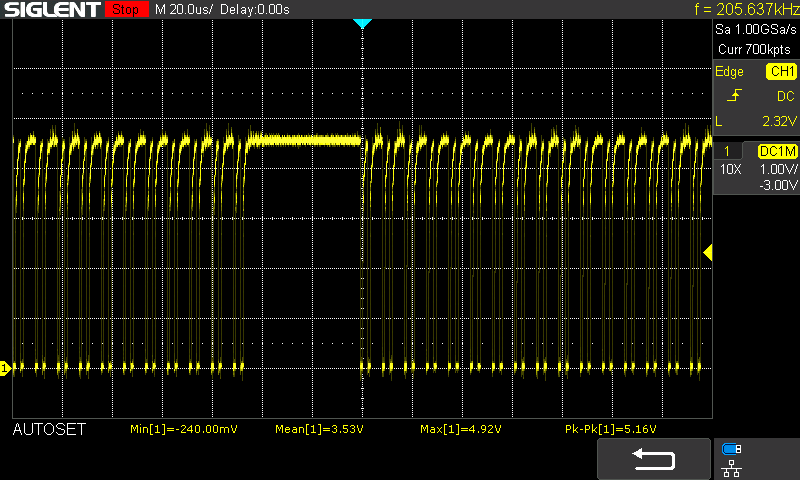 SIGLENT Stop M 20.0us/ Delay:0.00s f = 205.637kHz
Sa 1.00GSa/s
Curr 700kpts
Edge CH1
DC
L 2.32V
1 DC1M
10X 1.00V/
-3.00V
1
AUTOSET Min[1]=-240.00mV Mean[1]=3.53V Max[1]=4.92V Pk-Pk[1]=5.16V